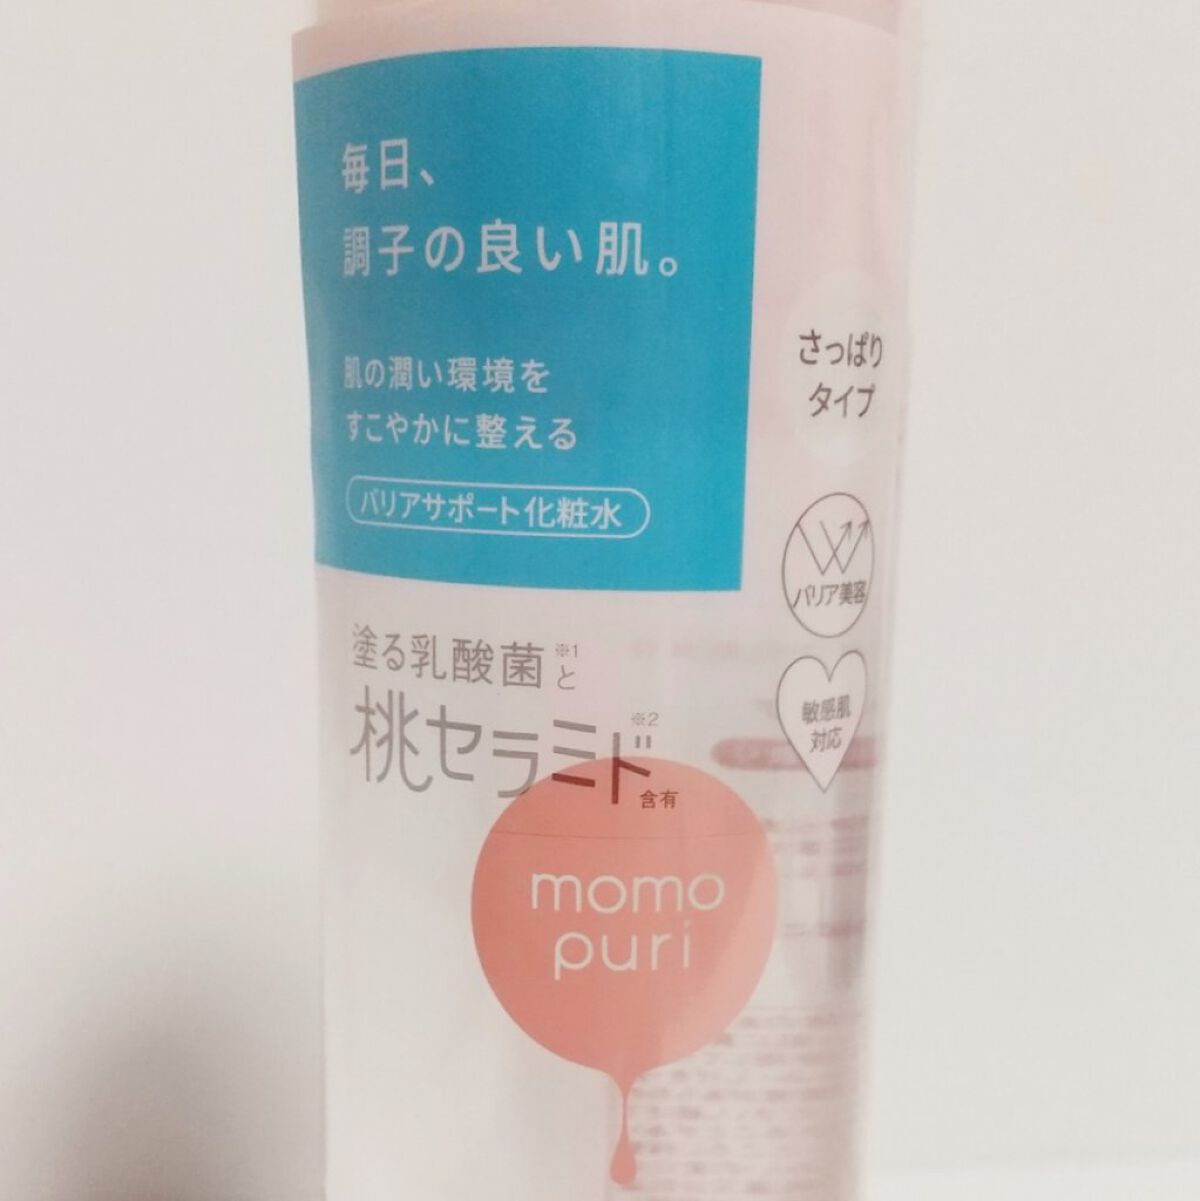 毎日、
調子の良い肌。
肌の潤い環境を
すこやかに整える
バリアサポート化粧水
さっぱり
タイプ
バリア美容
敏感肌
対応
塗る乳酸菌※1と
桃セラミド※2含有
momo
puri